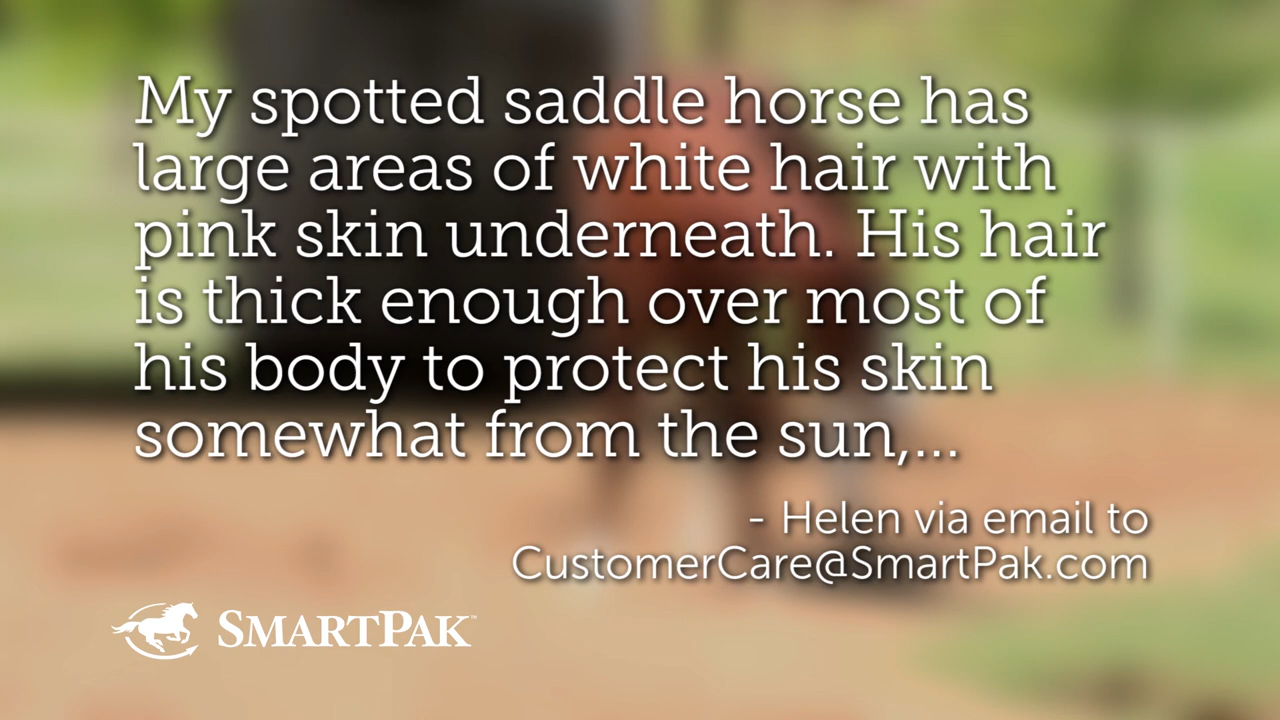 My spotted saddle horse has
large areas of white hair with
pink skin underneath. His hair
is thick enough over most of
his body to protect his skin
somewhat from the sun,...
- Helen via email to
CustomerCare@SmartPak.com
SMARTPAK™